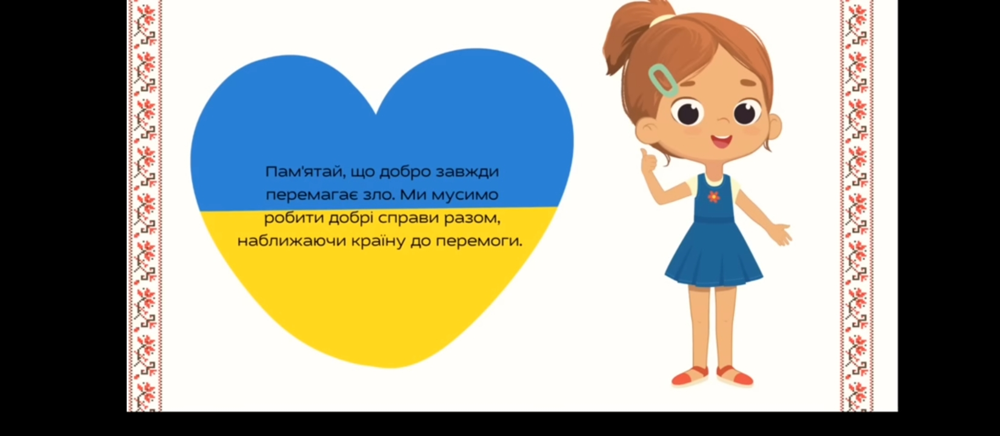 Пам'ятай, що добро завжди
перемагає зло. Ми мусимо
робити добрі справи разом,
наближаючи країну до перемоги.